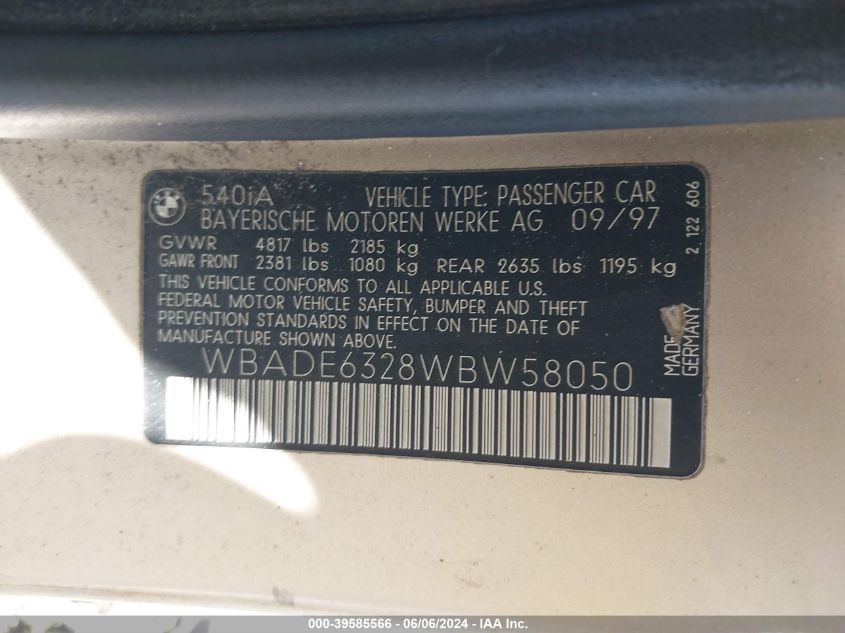 540iA VEHICLE TYPE: PASSENGER CAR
BAYERISCHE MOTOREN WERKE AG 09/97
GVWR 4817 lbs 2185 kg
GAWR FRONT 2381 lbs 1080 kg REAR 2635 lbs 1195 kg
THIS VEHICLE CONFORMS TO ALL APPLICABLE U.S.
FEDERAL MOTOR VEHICLE SAFETY, BUMPER AND THEFT
PREVENTION STANDARDS IN EFFECT ON THE DATE OF
MANUFACTURE SHOWN ABOVE.
WBADE6328WBW58050
2 122 606
MADE
GERMANY
000-39585566 - 06/06/2024 - IAA Inc.